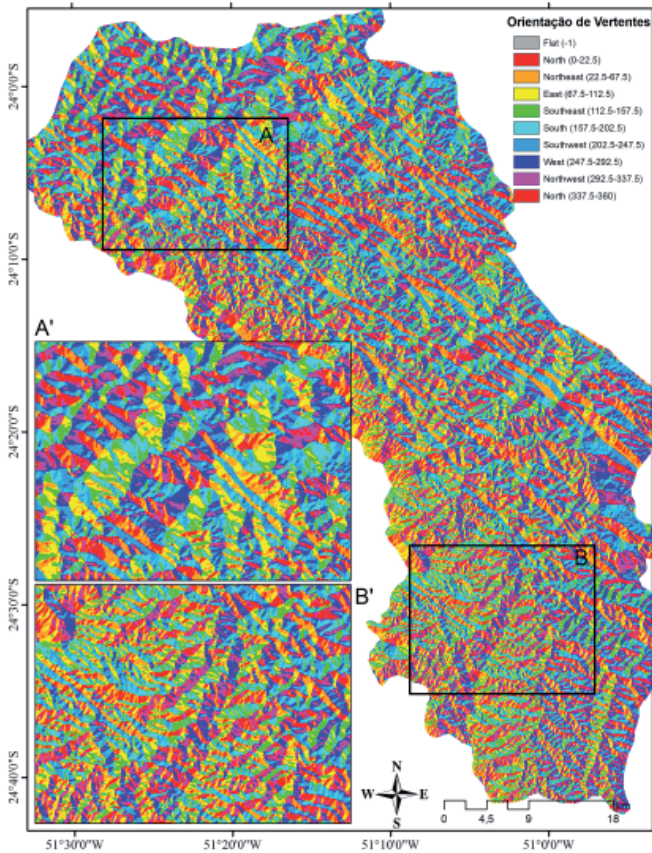 Orientação de Vertentes
Flat (-1)
North (0-22.5)
Northeast (22.5-67.5)
East (67.5-112.5)
Southeast (112.5-157.5)
South (157.5-202.5)
Southwest (202.5-247.5)
West (247.5-292.5)
Northwest (292.5-337.5)
North (337.5-360)
24°0'0"S
24°10'0"S
24°20'0"S
24°30'0"S
24°40'0"S
A
A'
B
B'
N
W E
S
km
0 4,5 9 18
51°30'0"W 51°20'0"W 51°10'0"W 51°0'0"W